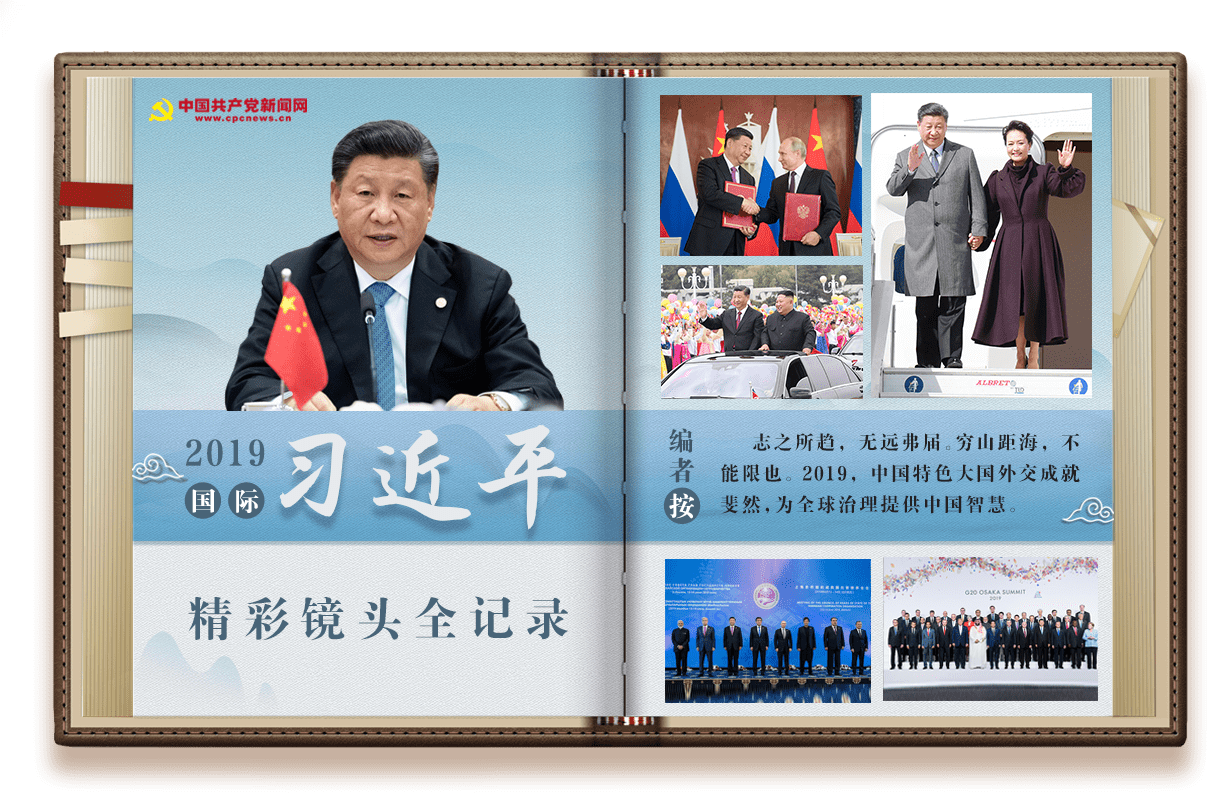 中国共产党新闻网
www.cpcnews.cn
2019
国际
习近平
精彩镜头全记录
ALBRET
编者按
志之所趋，无远弗届。穷山距海，不
能限也。2019，中国特色大国外交成就
斐然，为全球治理提供中国智慧。
G20 OSAKA SUMMIT
2019